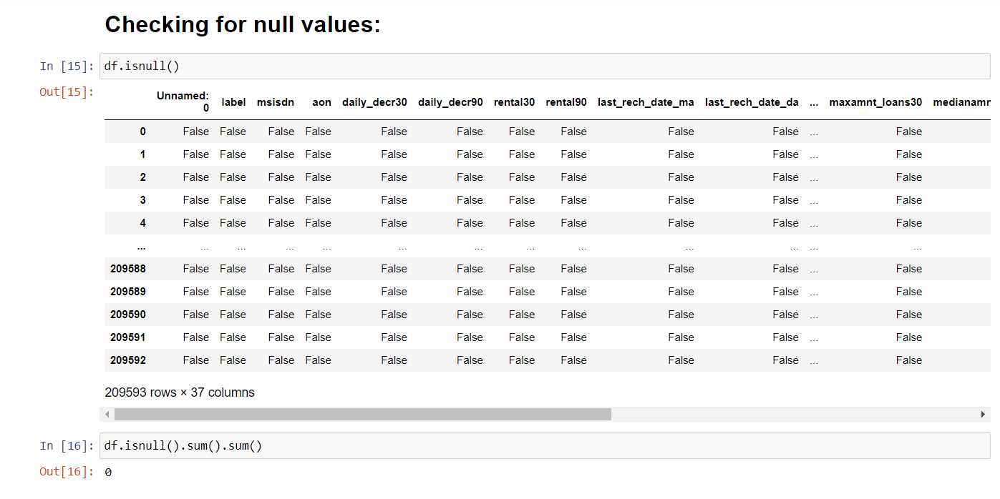 Checking for null values:
In [15]: df.isnull()
Out[15]:
Unnamed: 0 label msisdn aon daily_decr30 daily_decr90 rental30 rental90 last_rech_date_ma last_rech_date_da ... maxamnt_loans30 medianamn
0 False False False False False False False False False False ... False
1 False False False False False False False False False False ... False
2 False False False False False False False False False False ... False
3 False False False False False False False False False False ... False
4 False False False False False False False False False False ... False
... ... ... ... ... ... ... ... ... ... ... ... ...
209588 False False False False False False False False False False ... False
209589 False False False False False False False False False False ... False
209590 False False False False False False False False False False ... False
209591 False False False False False False False False False False ... False
209592 False False False False False False False False False False ... False
209593 rows × 37 columns
In [16]: df.isnull().sum().sum()
Out[16]: 0